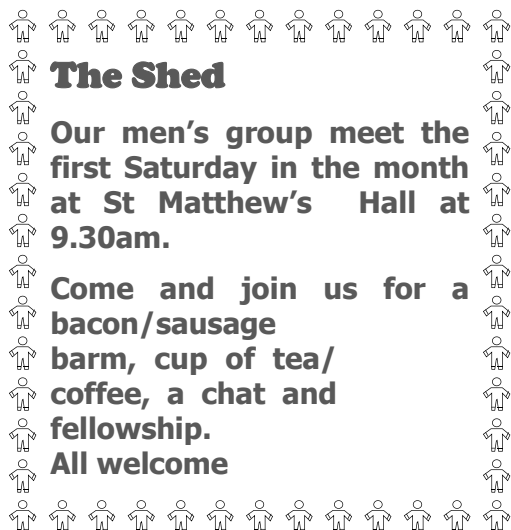 The Shed
Our men's group meet the
first Saturday in the month
at St Matthew's Hall at
9.30am.
Come and join us for a
bacon/sausage
barm, cup of tea/
coffee, a chat and
fellowship.
All welcome